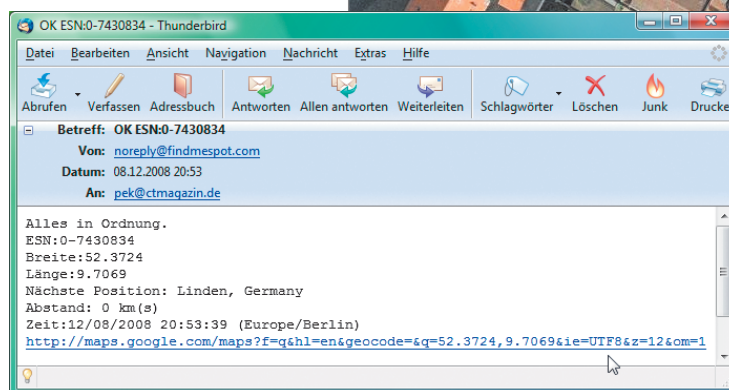 OK ESN:0-7430834 - Thunderbird
Datei Bearbeiten Ansicht Navigation Nachricht Extras Hilfe
Abrufen Verfassen Adressbuch Antworten Allen antworten Weiterleiten Schlagwörter Löschen Junk Drucke
Betreff: OK ESN:0-7430834
Von: noreply@findmespot.com
Datum: 08.12.2008 20:53
An: pek@ctmagazin.de
Alles in Ordnung.
ESN:0-7430834
Breite:52.3724
Länge:9.7069
Nächste Position: Linden, Germany
Abstand: 0 km(s)
Zeit:12/08/2008 20:53:39 (Europe/Berlin)
http://maps.google.com/maps?f=q&hl=en&geocode=&q=52.3724,9.7069&ie=UTF8&z=12&om=1